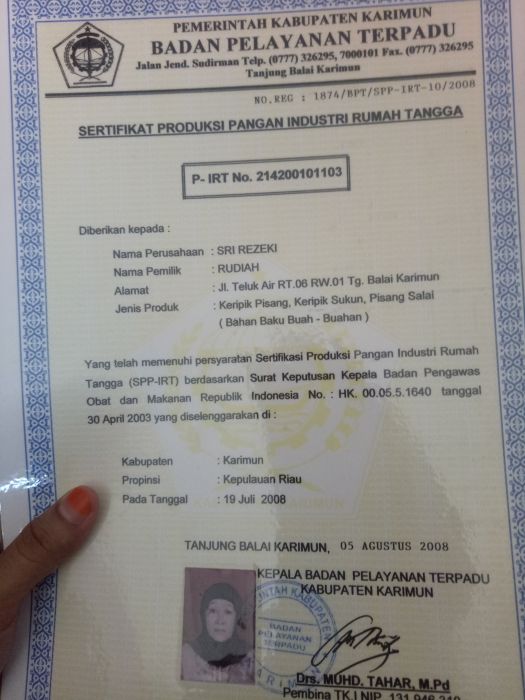 PEMERINTAH KABUPATEN KARIMUN
BADAN PELAYANAN TERPADU
Jalan Jend. Sudirman Telp. (0777) 326295, 7000101 Fax. (0777) 326295
Tanjung Balai Karimun
NO.REG : 1874/BPT/SPP-IRT-10/2008
SERTIFIKAT PRODUKSI PANGAN INDUSTRI RUMAH TANGGA
P- IRT No. 214200101103
Diberikan kepada :
Nama Perusahaan : SRI REZEKI
Nama Pemilik : RUDIAH
Alamat : Jl. Teluk Air RT.06 RW.01 Tg. Balai Karimun
Jenis Produk : Keripik Pisang, Keripik Sukun, Pisang Salai
( Bahan Baku Buah - Buahan )
Yang telah memenuhi persyaratan Sertifikasi Produksi Pangan Industri Rumah
Tangga (SPP-IRT) berdasarkan Surat Keputusan Kepala Badan Pengawas
Obat dan Makanan Republik Indonesia No. : HK. 00.05.5.1640 tanggal
30 April 2003 yang diselenggarakan di :
Kabupaten : Karimun
Propinsi : Kepulauan Riau
Pada Tanggal : 19 Juli 2008
TANJUNG BALAI KARIMUN, 05 AGUSTUS 2008
KEPALA BADAN PELAYANAN TERPADU
KABUPATEN KARIMUN
BADAN
PELAYANAN
TERPADU
Drs. MUHD. TAHAR, M.Pd
Pembina TK.I NIP.